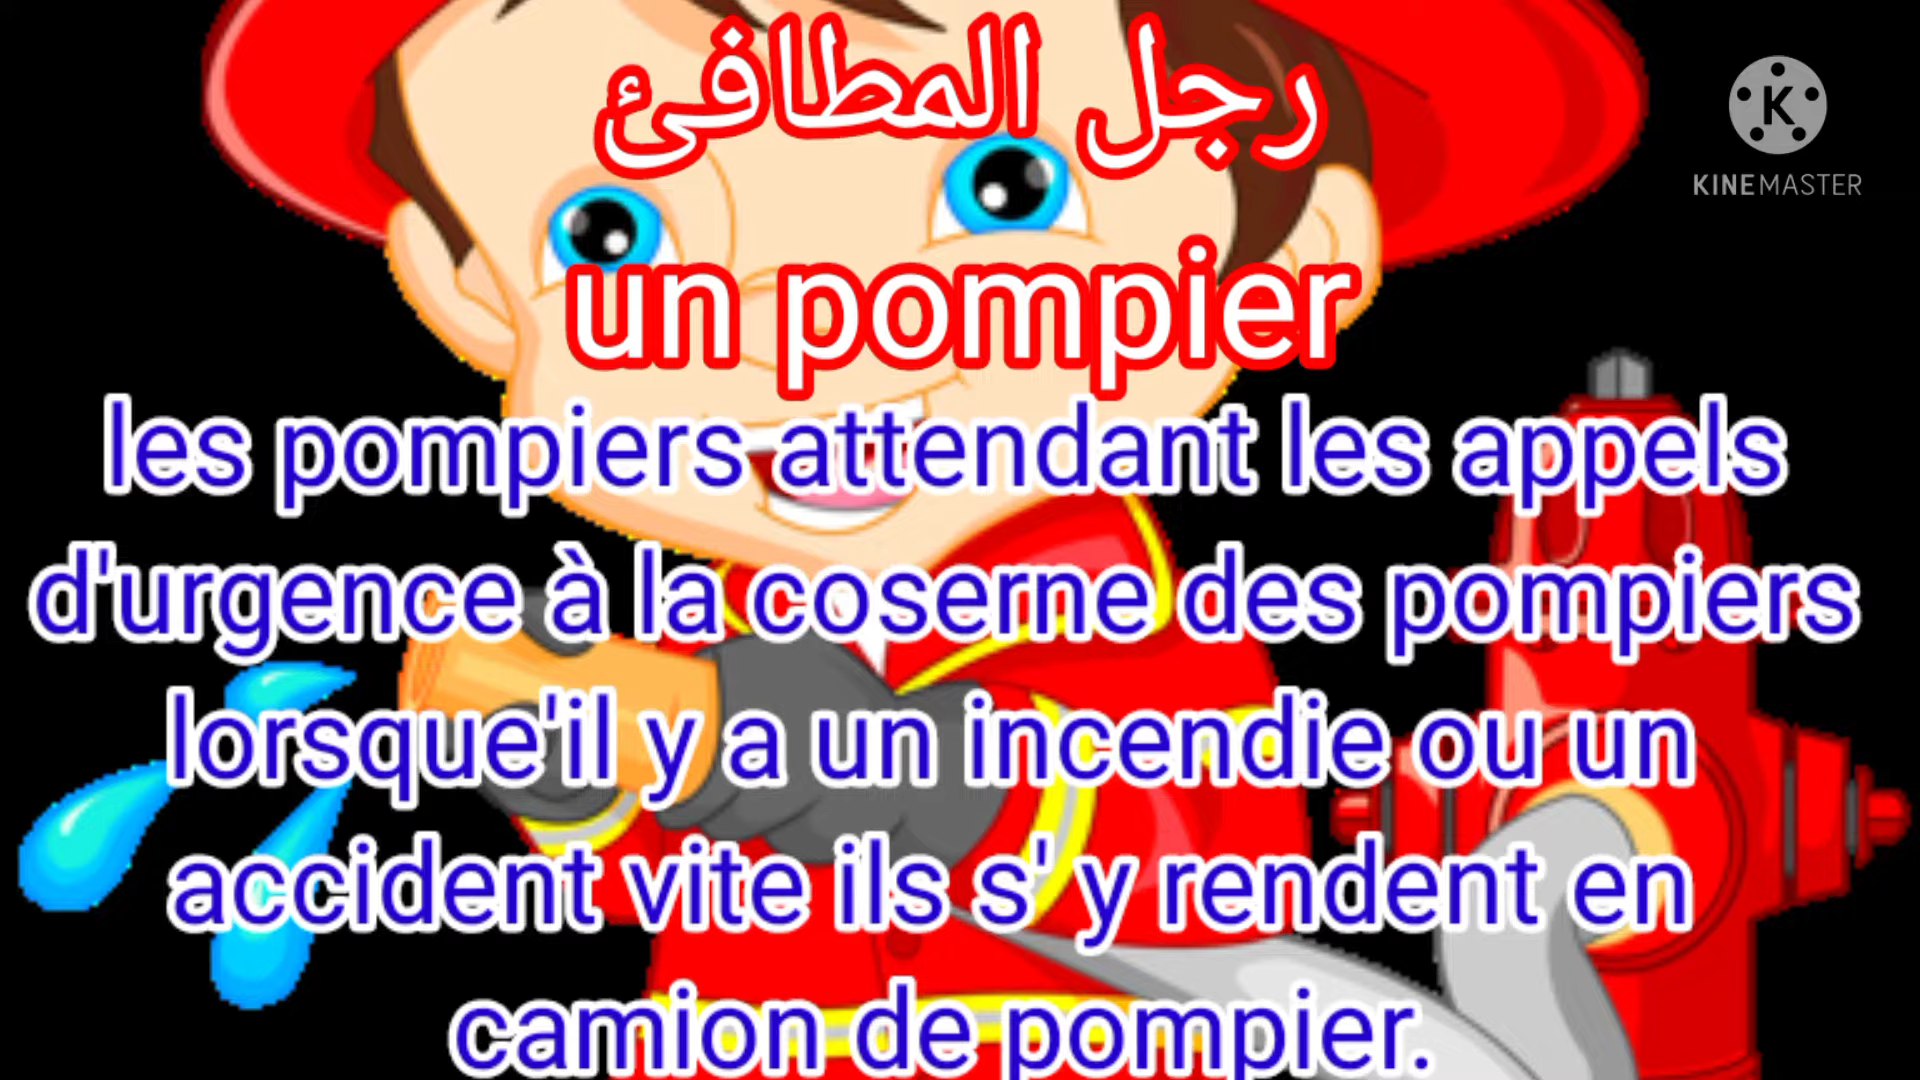 رجل المطافئ
KINEMASTER
un pompier
les pompiers attendant les appels
d'urgence à la coserne des pompiers
lorsque'il y a un incendie ou un
accident vite ils s' y rendent en
camion de pompier.